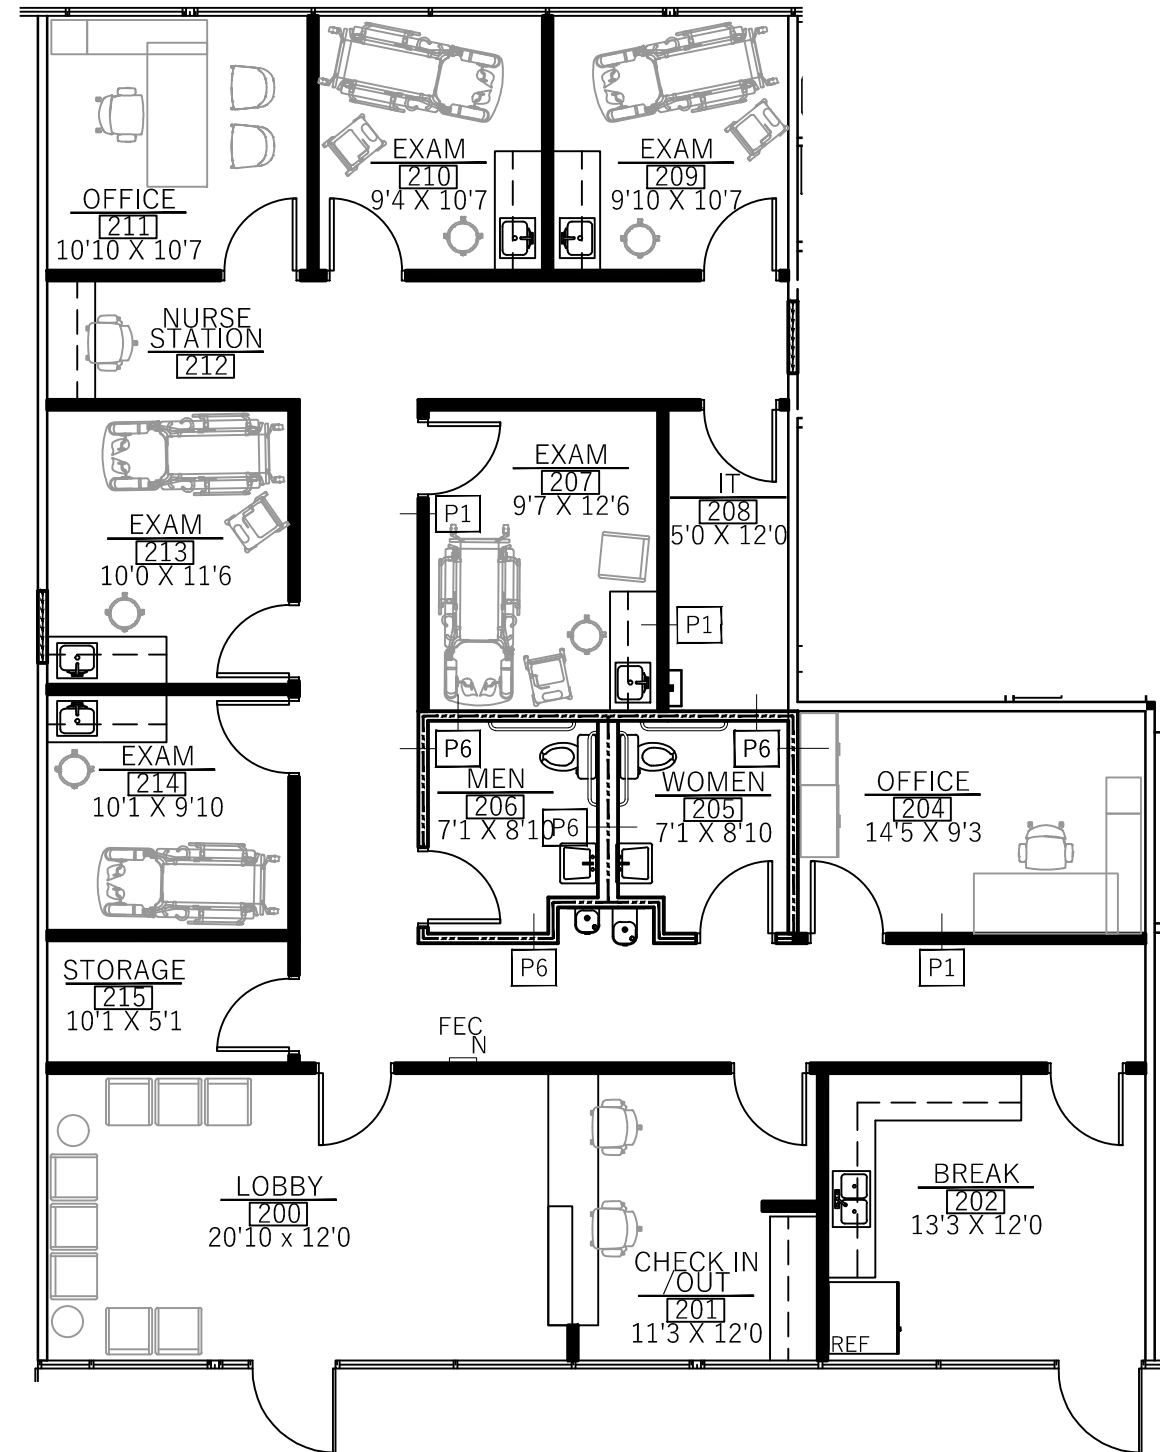 EXAM
210
9'4 X 10'7
EXAM
209
9'10 X 10'7
OFFICE
211
10'10 X 10'7
NURSE
STATION
212
EXAM
207
9'7 X 12'6
IT
208
5'0 X 12'0
P1
EXAM
213
10'0 X 11'6
P1
P6
P6
EXAM
214
10'1 X 9'10
MEN
206
7'1 X 8'10
P6
WOMEN
205
7'1 X 8'10
OFFICE
204
14'5 X 9'3
STORAGE
215
10'1 X 5'1
P6
P1
FEC
N
LOBBY
200
20'10 x 12'0
BREAK
202
13'3 X 12'0
CHECK IN
/OUT
201
11'3 X 12'0
REF